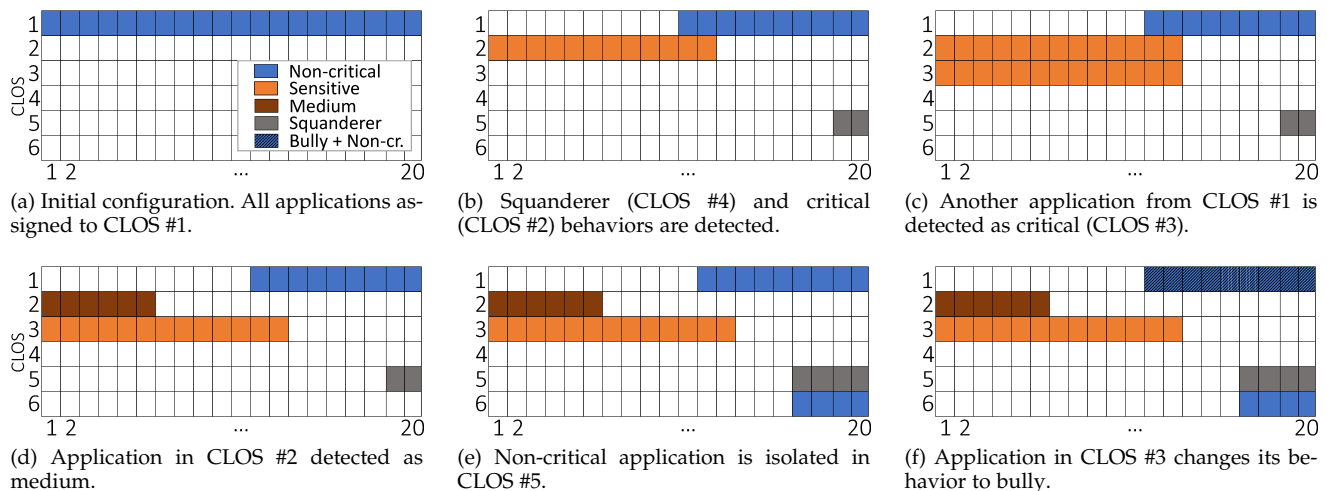 CLOS
1
2
3
4
5
6
Non-critical
Sensitive
Medium
Squanderer
Bully + Non-cr.
1 2 ... 20
(a) Initial configuration. All applications as-
signed to CLOS #1.
1
2
3
4
5
6
1 2 ... 20
(b) Squanderer (CLOS #4) and critical
(CLOS #2) behaviors are detected.
1
2
3
4
5
6
1 2 ... 20
(c) Another application from CLOS #1 is
detected as critical (CLOS #3).
CLOS
1
2
3
4
5
6
1 2 ... 20
(d) Application in CLOS #2 detected as
medium.
1
2
3
4
5
6
1 2 ... 20
(e) Non-critical application is isolated in
CLOS #5.
1
2
3
4
5
6
1 2 ... 20
(f) Application in CLOS #3 changes its be-
havior to bully.